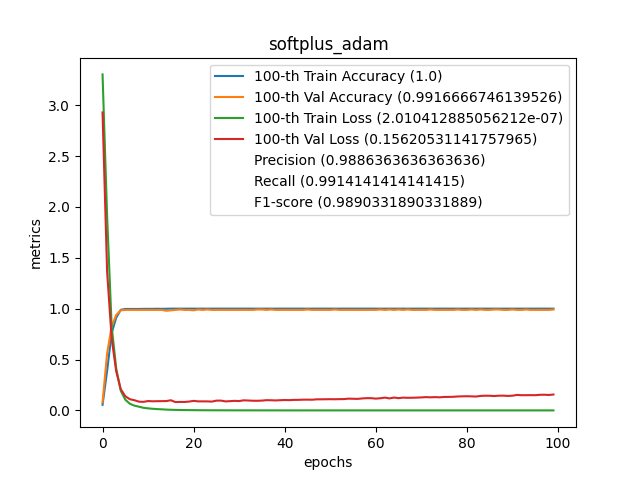 softplus_adam
100-th Train Accuracy (1.0)
100-th Val Accuracy (0.9916666746139526)
100-th Train Loss (2.010412885056212e-07)
100-th Val Loss (0.15620531141757965)
Precision (0.9886363636363636)
Recall (0.9914141414141415)
F1-score (0.9890331890331889)
metrics
3.0
2.5
2.0
1.5
1.0
0.5
0.0
0 20 40 60 80 100
epochs